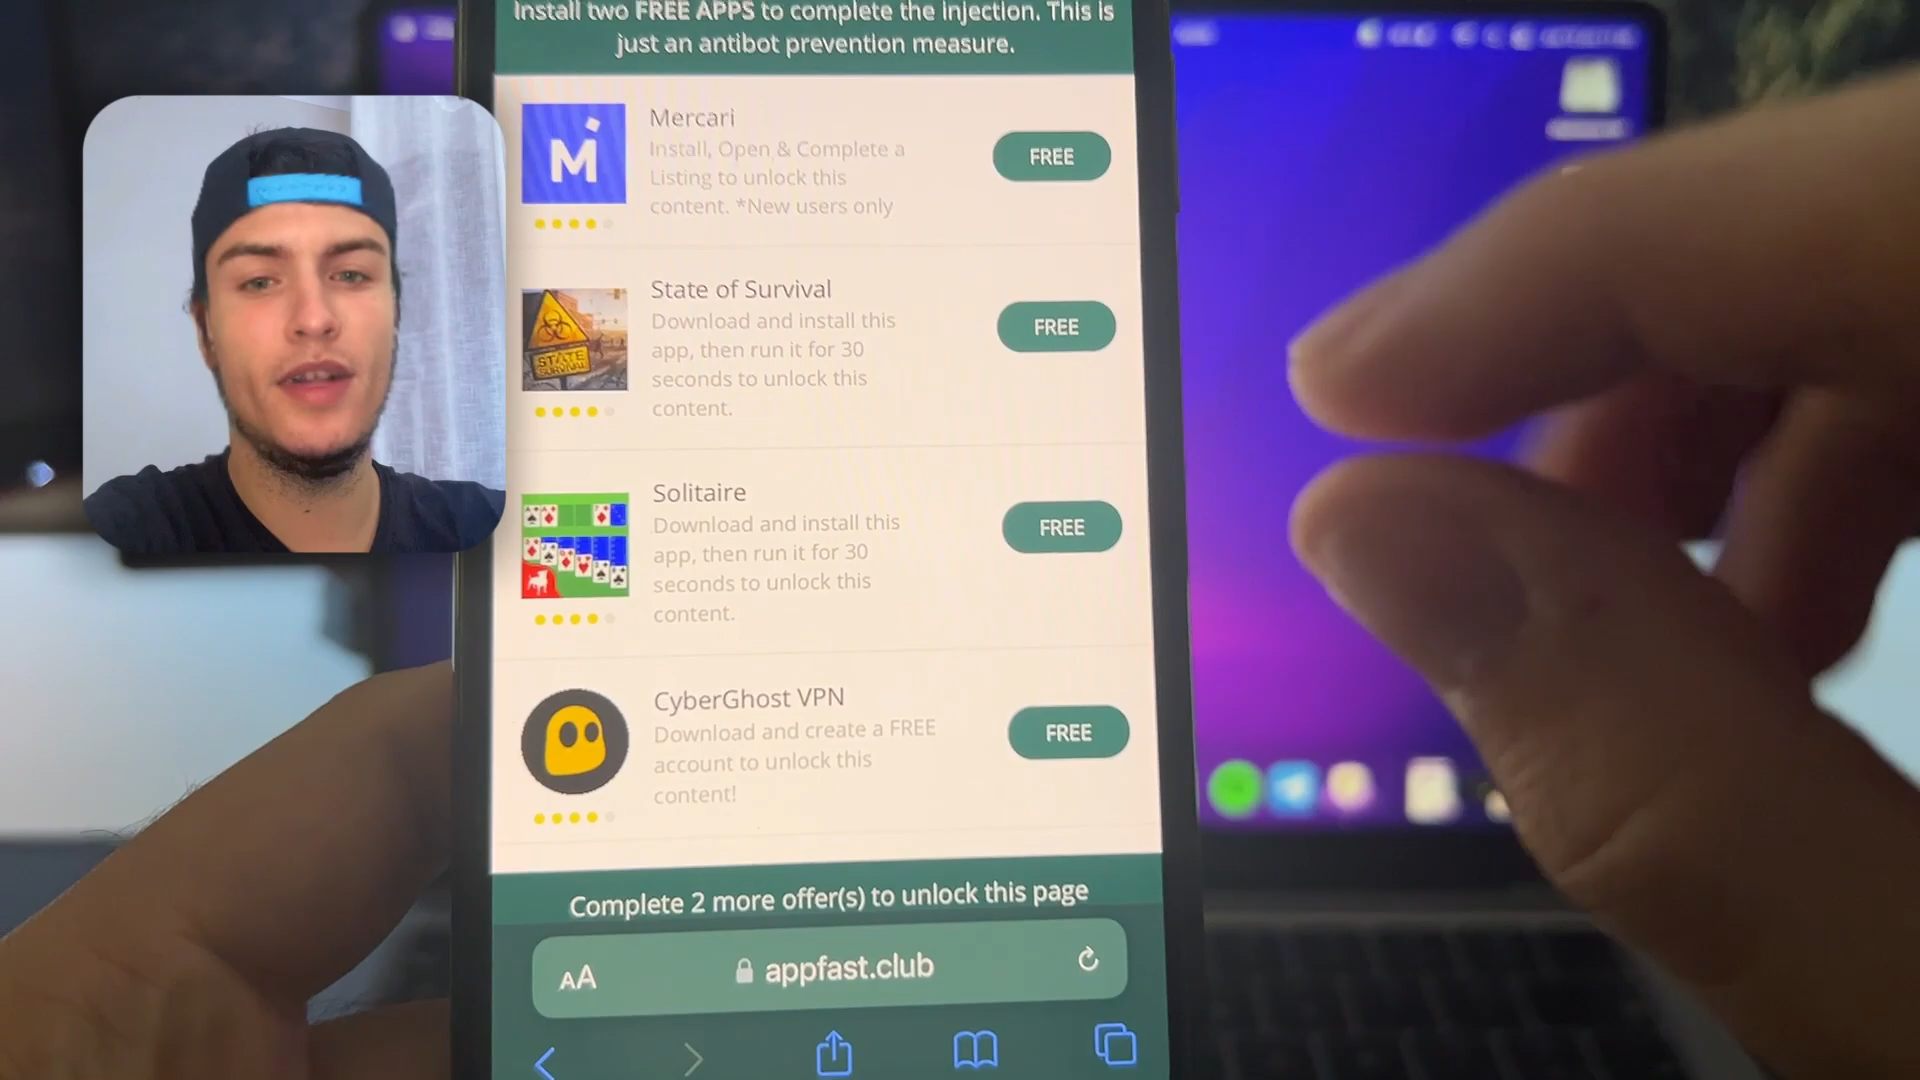 Install two FREE APPS to complete the injection. This is
just an antibot prevention measure.
Mercari
Install, Open & Complete a
Listing to unlock this
content. *New users only
FREE
State of Survival
Download and install this
app, then run it for 30
seconds to unlock this
content.
FREE
STATE
SURVIVAL
Solitaire
Download and install this
app, then run it for 30
seconds to unlock this
content.
FREE
CyberGhost VPN
Download and create a FREE
account to unlock this
content!
FREE
Complete 2 more offer(s) to unlock this page
AA
appfast.club